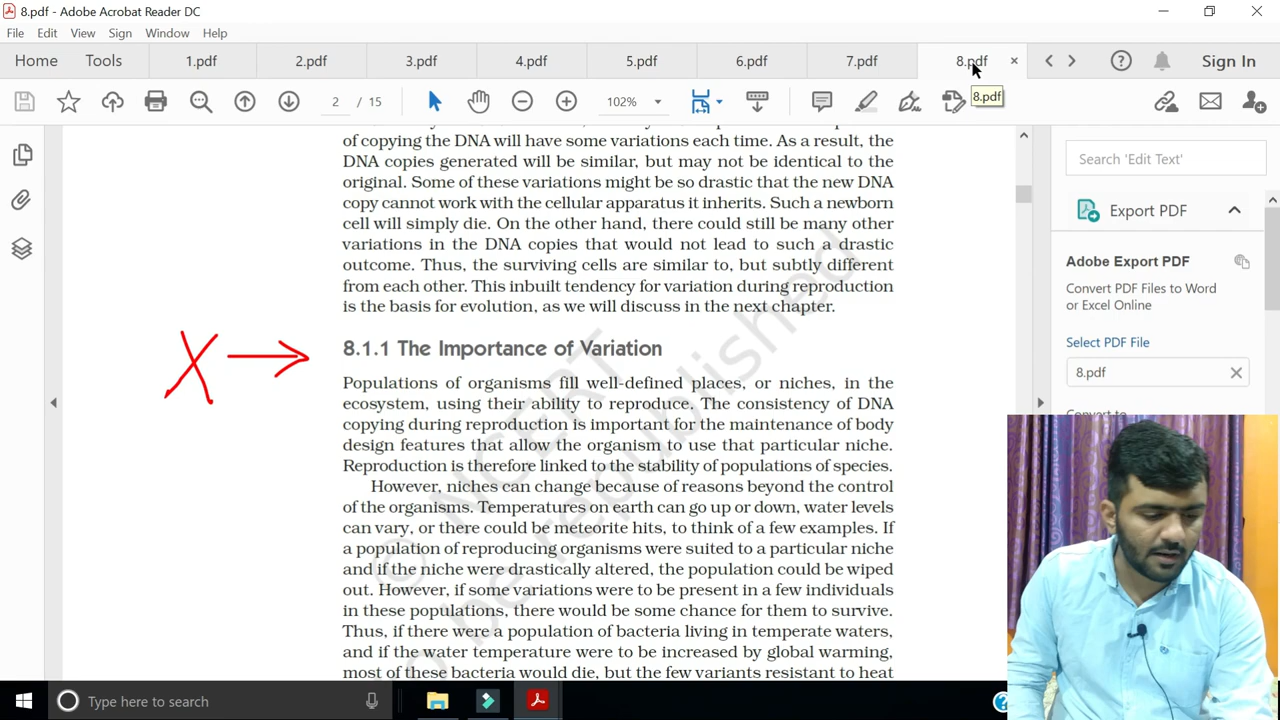 8.pdf - Adobe Acrobat Reader DC
File Edit View Sign Window Help
Home Tools 1.pdf 2.pdf 3.pdf 4.pdf 5.pdf 6.pdf 7.pdf 8.pdf × Sign In
2 / 15 102%
8.pdf
of copying the DNA will have some variations each time. As a result, the
DNA copies generated will be similar, but may not be identical to the
original. Some of these variations might be so drastic that the new DNA
copy cannot work with the cellular apparatus it inherits. Such a newborn
cell will simply die. On the other hand, there could still be many other
variations in the DNA copies that would not lead to such a drastic
outcome. Thus, the surviving cells are similar to, but subtly different
from each other. This inbuilt tendency for variation during reproduction
is the basis for evolution, as we will discuss in the next chapter.
X →
8.1.1 The Importance of Variation
Populations of organisms fill well-defined places, or niches, in the
ecosystem, using their ability to reproduce. The consistency of DNA
copying during reproduction is important for the maintenance of body
design features that allow the organism to use that particular niche.
Reproduction is therefore linked to the stability of populations of species.
However, niches can change because of reasons beyond the control
of the organisms. Temperatures on earth can go up or down, water levels
can vary, or there could be meteorite hits, to think of a few examples. If
a population of reproducing organisms were suited to a particular niche
and if the niche were drastically altered, the population could be wiped
out. However, if some variations were to be present in a few individuals
in these populations, there would be some chance for them to survive.
Thus, if there were a population of bacteria living in temperate waters,
and if the water temperature were to be increased by global warming,
most of these bacteria would die, but the few variants resistant to heat
© NCERT
o be republished
Search 'Edit Text'
Export PDF
Adobe Export PDF
Convert PDF Files to Word
or Excel Online
Select PDF File
8.pdf
Type here to search